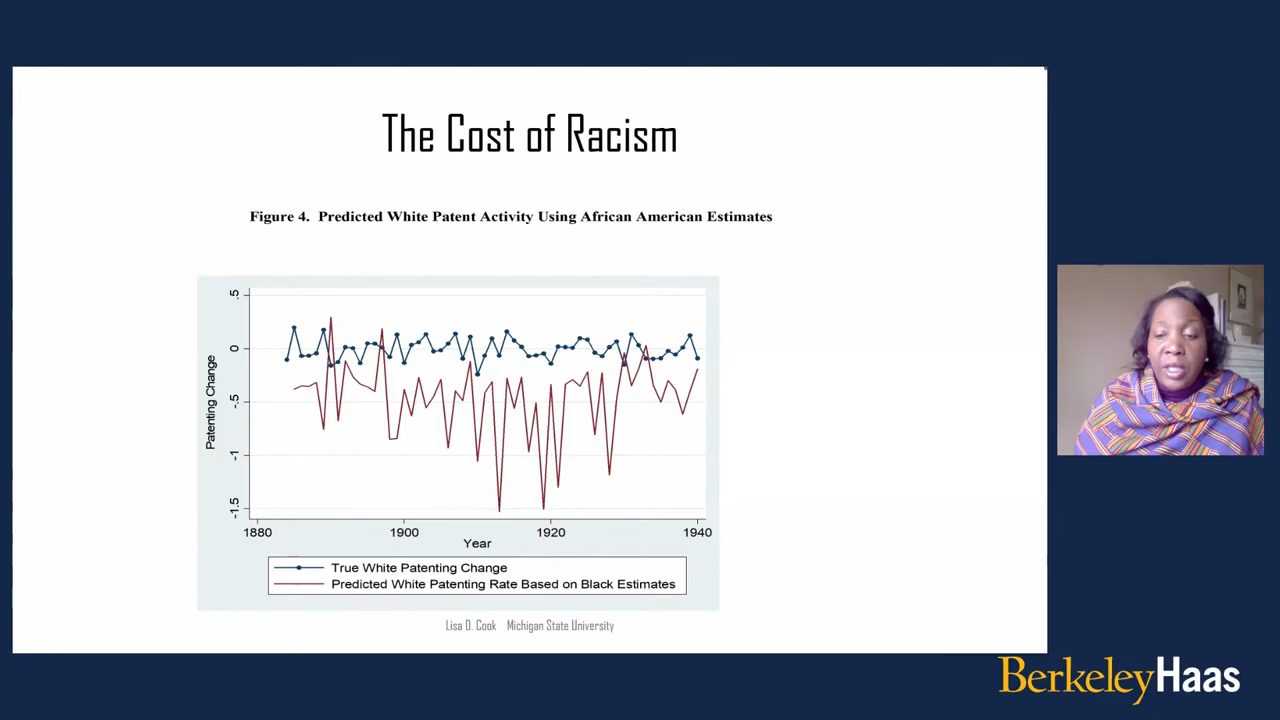 The Cost of Racism
Figure 4. Predicted White Patent Activity Using African American Estimates
.5
0
-.5
-1
-1.5
Patenting Change
1880 1900 1920 1940
Year
True White Patenting Change
Predicted White Patenting Rate Based on Black Estimates
Lisa D. Cook Michigan State University
BerkeleyHaas